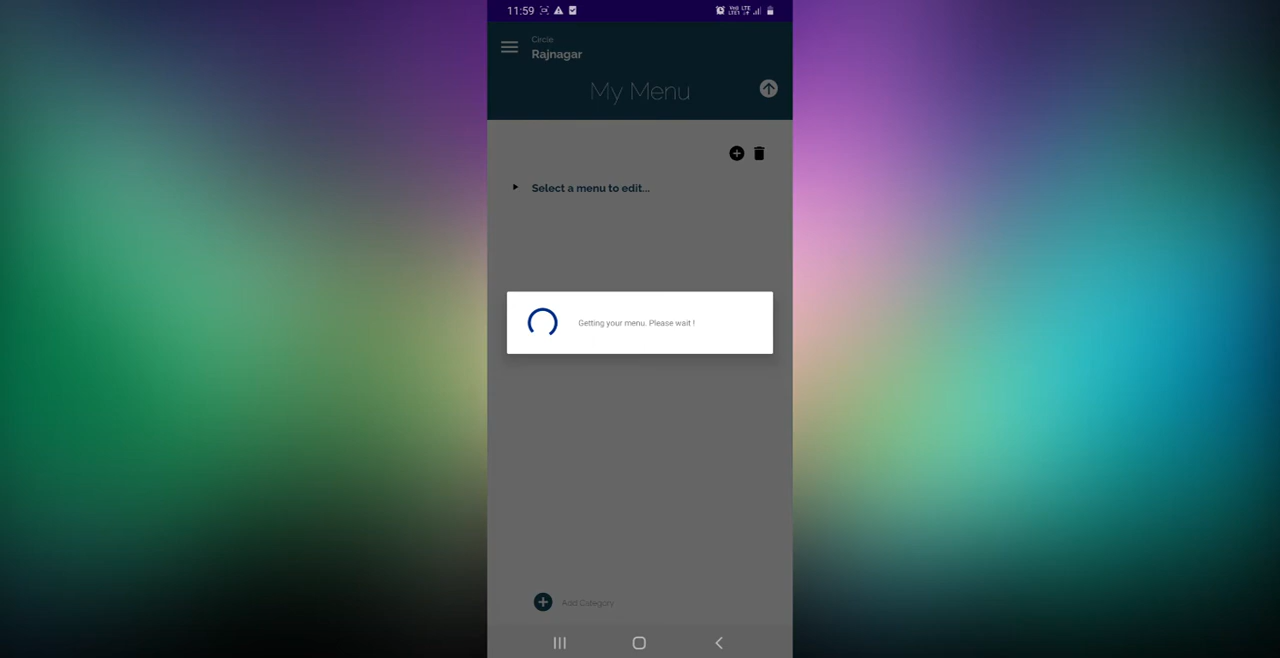 11:59
Circle
Rajnagar
My Menu
Select a menu to edit...
Getting your menu. Please wait !
Add Category